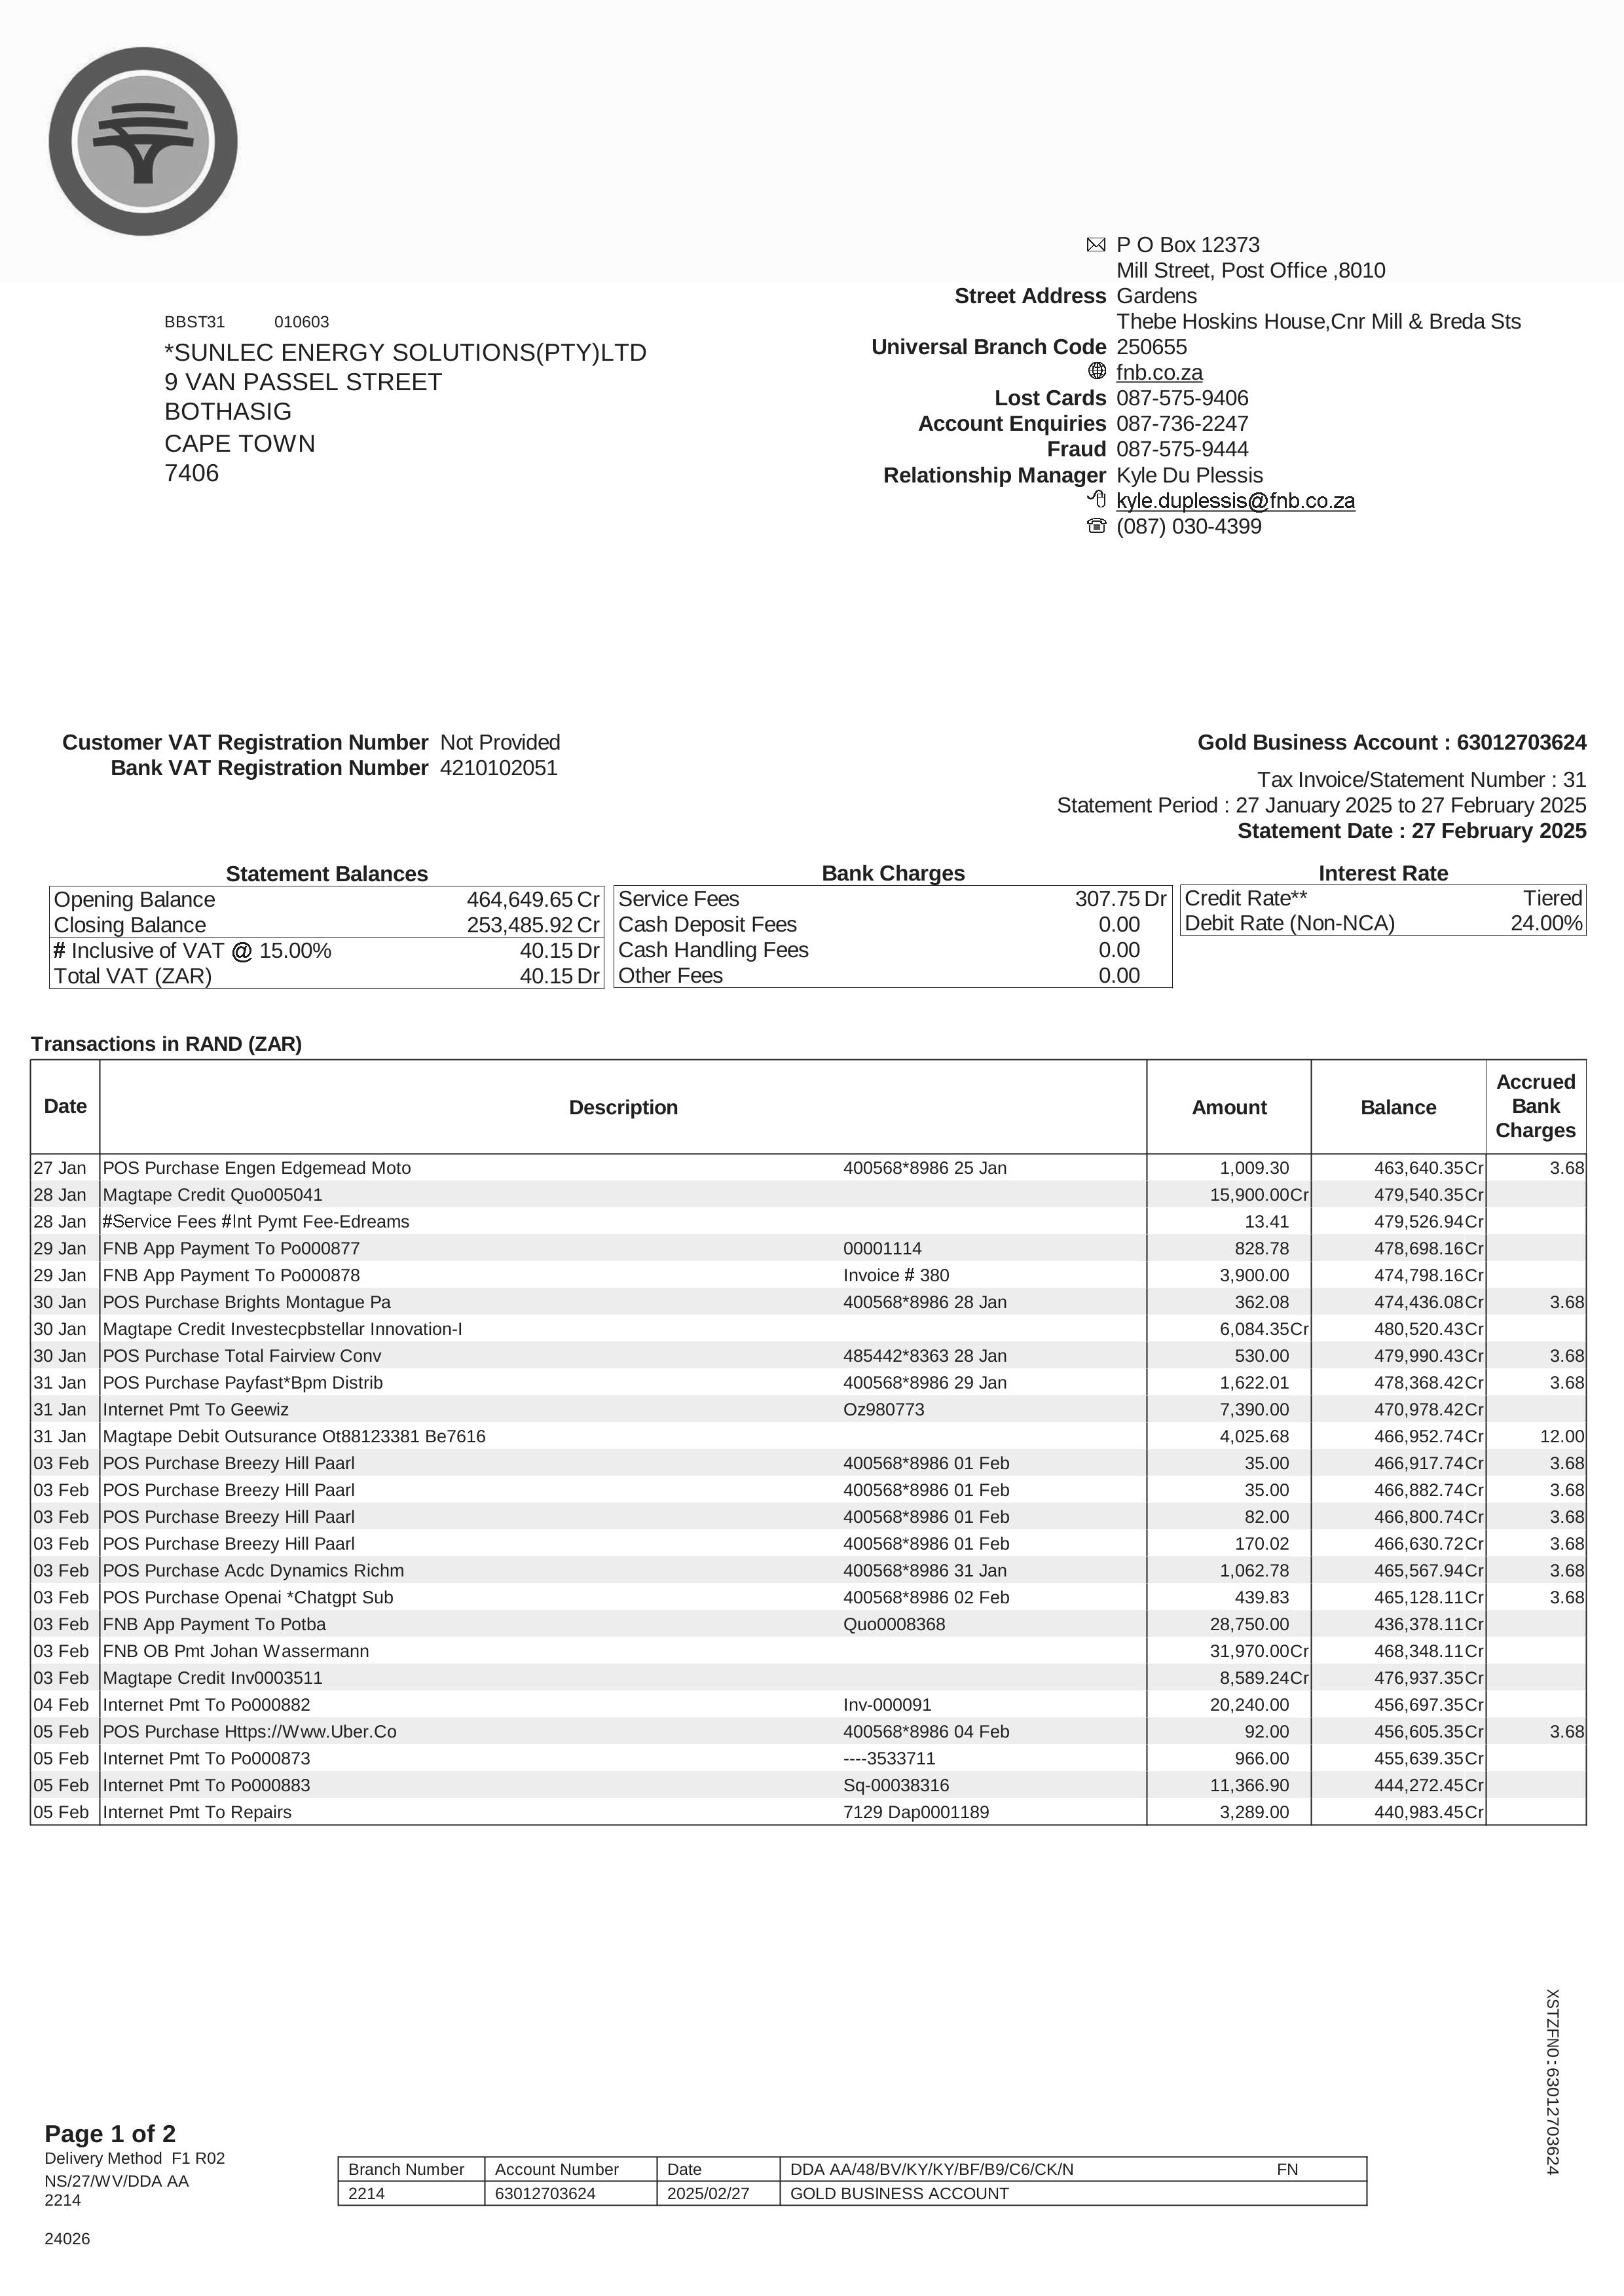 P O Box 12373
Mill Street, Post Office ,8010
Street Address Gardens
Thebe Hoskins House,Cnr Mill & Breda Sts
Universal Branch Code 250655
fnb.co.za
Lost Cards 087-575-9406
Account Enquiries 087-736-2247
Fraud 087-575-9444
Relationship Manager Kyle Du Plessis
kyle.duplessis@fnb.co.za
(087) 030-4399
BBST31 010603
*SUNLEC ENERGY SOLUTIONS(PTY)LTD
9 VAN PASSEL STREET
BOTHASIG
CAPE TOWN
7406
Customer VAT Registration Number Not Provided
Bank VAT Registration Number 4210102051
Gold Business Account : 63012703624
Tax Invoice/Statement Number : 31
Statement Period : 27 January 2025 to 27 February 2025
Statement Date : 27 February 2025
Statement Balances
Opening Balance 464,649.65 Cr
Closing Balance 253,485.92 Cr
# Inclusive of VAT @ 15.00% 40.15 Dr
Total VAT (ZAR) 40.15 Dr
Bank Charges
Service Fees 307.75 Dr
Cash Deposit Fees 0.00
Cash Handling Fees 0.00
Other Fees 0.00
Interest Rate
Credit Rate** Tiered
Debit Rate (Non-NCA) 24.00%
Transactions in RAND (ZAR)
Date Description Amount Balance Accrued Bank Charges
27 Jan POS Purchase Engen Edgemead Moto 400568*8986 25 Jan 1,009.30 463,640.35Cr 3.68
28 Jan Magtape Credit Quo005041 15,900.00Cr 479,540.35Cr
28 Jan #Service Fees #Int Pymt Fee-Edreams 13.41 479,526.94Cr
29 Jan FNB App Payment To Po000877 00001114 828.78 478,698.16Cr
29 Jan FNB App Payment To Po000878 Invoice # 380 3,900.00 474,798.16Cr
30 Jan POS Purchase Brights Montague Pa 400568*8986 28 Jan 362.08 474,436.08Cr 3.68
30 Jan Magtape Credit Investecpbstellar Innovation-I 6,084.35Cr 480,520.43Cr
30 Jan POS Purchase Total Fairview Conv 485442*8363 28 Jan 530.00 479,990.43Cr 3.68
31 Jan POS Purchase Payfast*Bpm Distrib 400568*8986 29 Jan 1,622.01 478,368.42Cr 3.68
31 Jan Internet Pmt To Geewiz Oz980773 7,390.00 470,978.42Cr
31 Jan Magtape Debit Outsurance Ot88123381 Be7616 4,025.68 466,952.74Cr 12.00
03 Feb POS Purchase Breezy Hill Paarl 400568*8986 01 Feb 35.00 466,917.74Cr 3.68
03 Feb POS Purchase Breezy Hill Paarl 400568*8986 01 Feb 35.00 466,882.74Cr 3.68
03 Feb POS Purchase Breezy Hill Paarl 400568*8986 01 Feb 82.00 466,800.74Cr 3.68
03 Feb POS Purchase Breezy Hill Paarl 400568*8986 01 Feb 170.02 466,630.72Cr 3.68
03 Feb POS Purchase Acdc Dynamics Richm 400568*8986 31 Jan 1,062.78 465,567.94Cr 3.68
03 Feb POS Purchase Openai *Chatgpt Sub 400568*8986 02 Feb 439.83 465,128.11Cr 3.68
03 Feb FNB App Payment To Potba Quo0008368 28,750.00 436,378.11Cr
03 Feb FNB OB Pmt Johan Wassermann 31,970.00Cr 468,348.11Cr
03 Feb Magtape Credit Inv0003511 8,589.24Cr 476,937.35Cr
04 Feb Internet Pmt To Po000882 Inv-000091 20,240.00 456,697.35Cr
05 Feb POS Purchase Https://Www.Uber.Co 400568*8986 04 Feb 92.00 456,605.35Cr 3.68
05 Feb Internet Pmt To Po000873 ----3533711 966.00 455,639.35Cr
05 Feb Internet Pmt To Po000883 Sq-00038316 11,366.90 444,272.45Cr
05 Feb Internet Pmt To Repairs 7129 Dap0001189 3,289.00 440,983.45Cr
XSTZFN0:63012703624
Page 1 of 2
Delivery Method F1 R02
NS/27/WV/DDA AA
2214
24026
Branch Number Account Number Date DDA AA/48/BV/KY/KY/BF/B9/C6/CK/N FN
2214 63012703624 2025/02/27 GOLD BUSINESS ACCOUNT